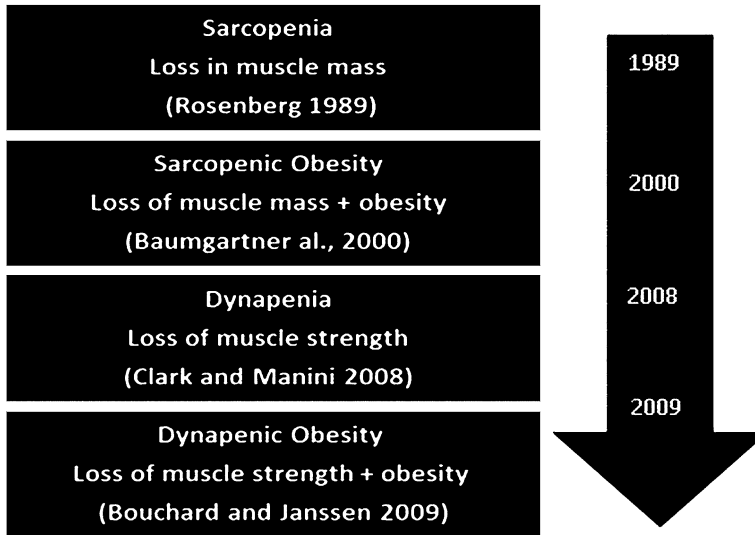 Sarcopenia
Loss in muscle mass
(Rosenberg 1989)
Sarcopenic Obesity
Loss of muscle mass + obesity
(Baumgartner al., 2000)
Dynapenia
Loss of muscle strength
(Clark and Manini 2008)
Dynapenic Obesity
Loss of muscle strength + obesity
(Bouchard and Janssen 2009)
1989
2000
2008
2009